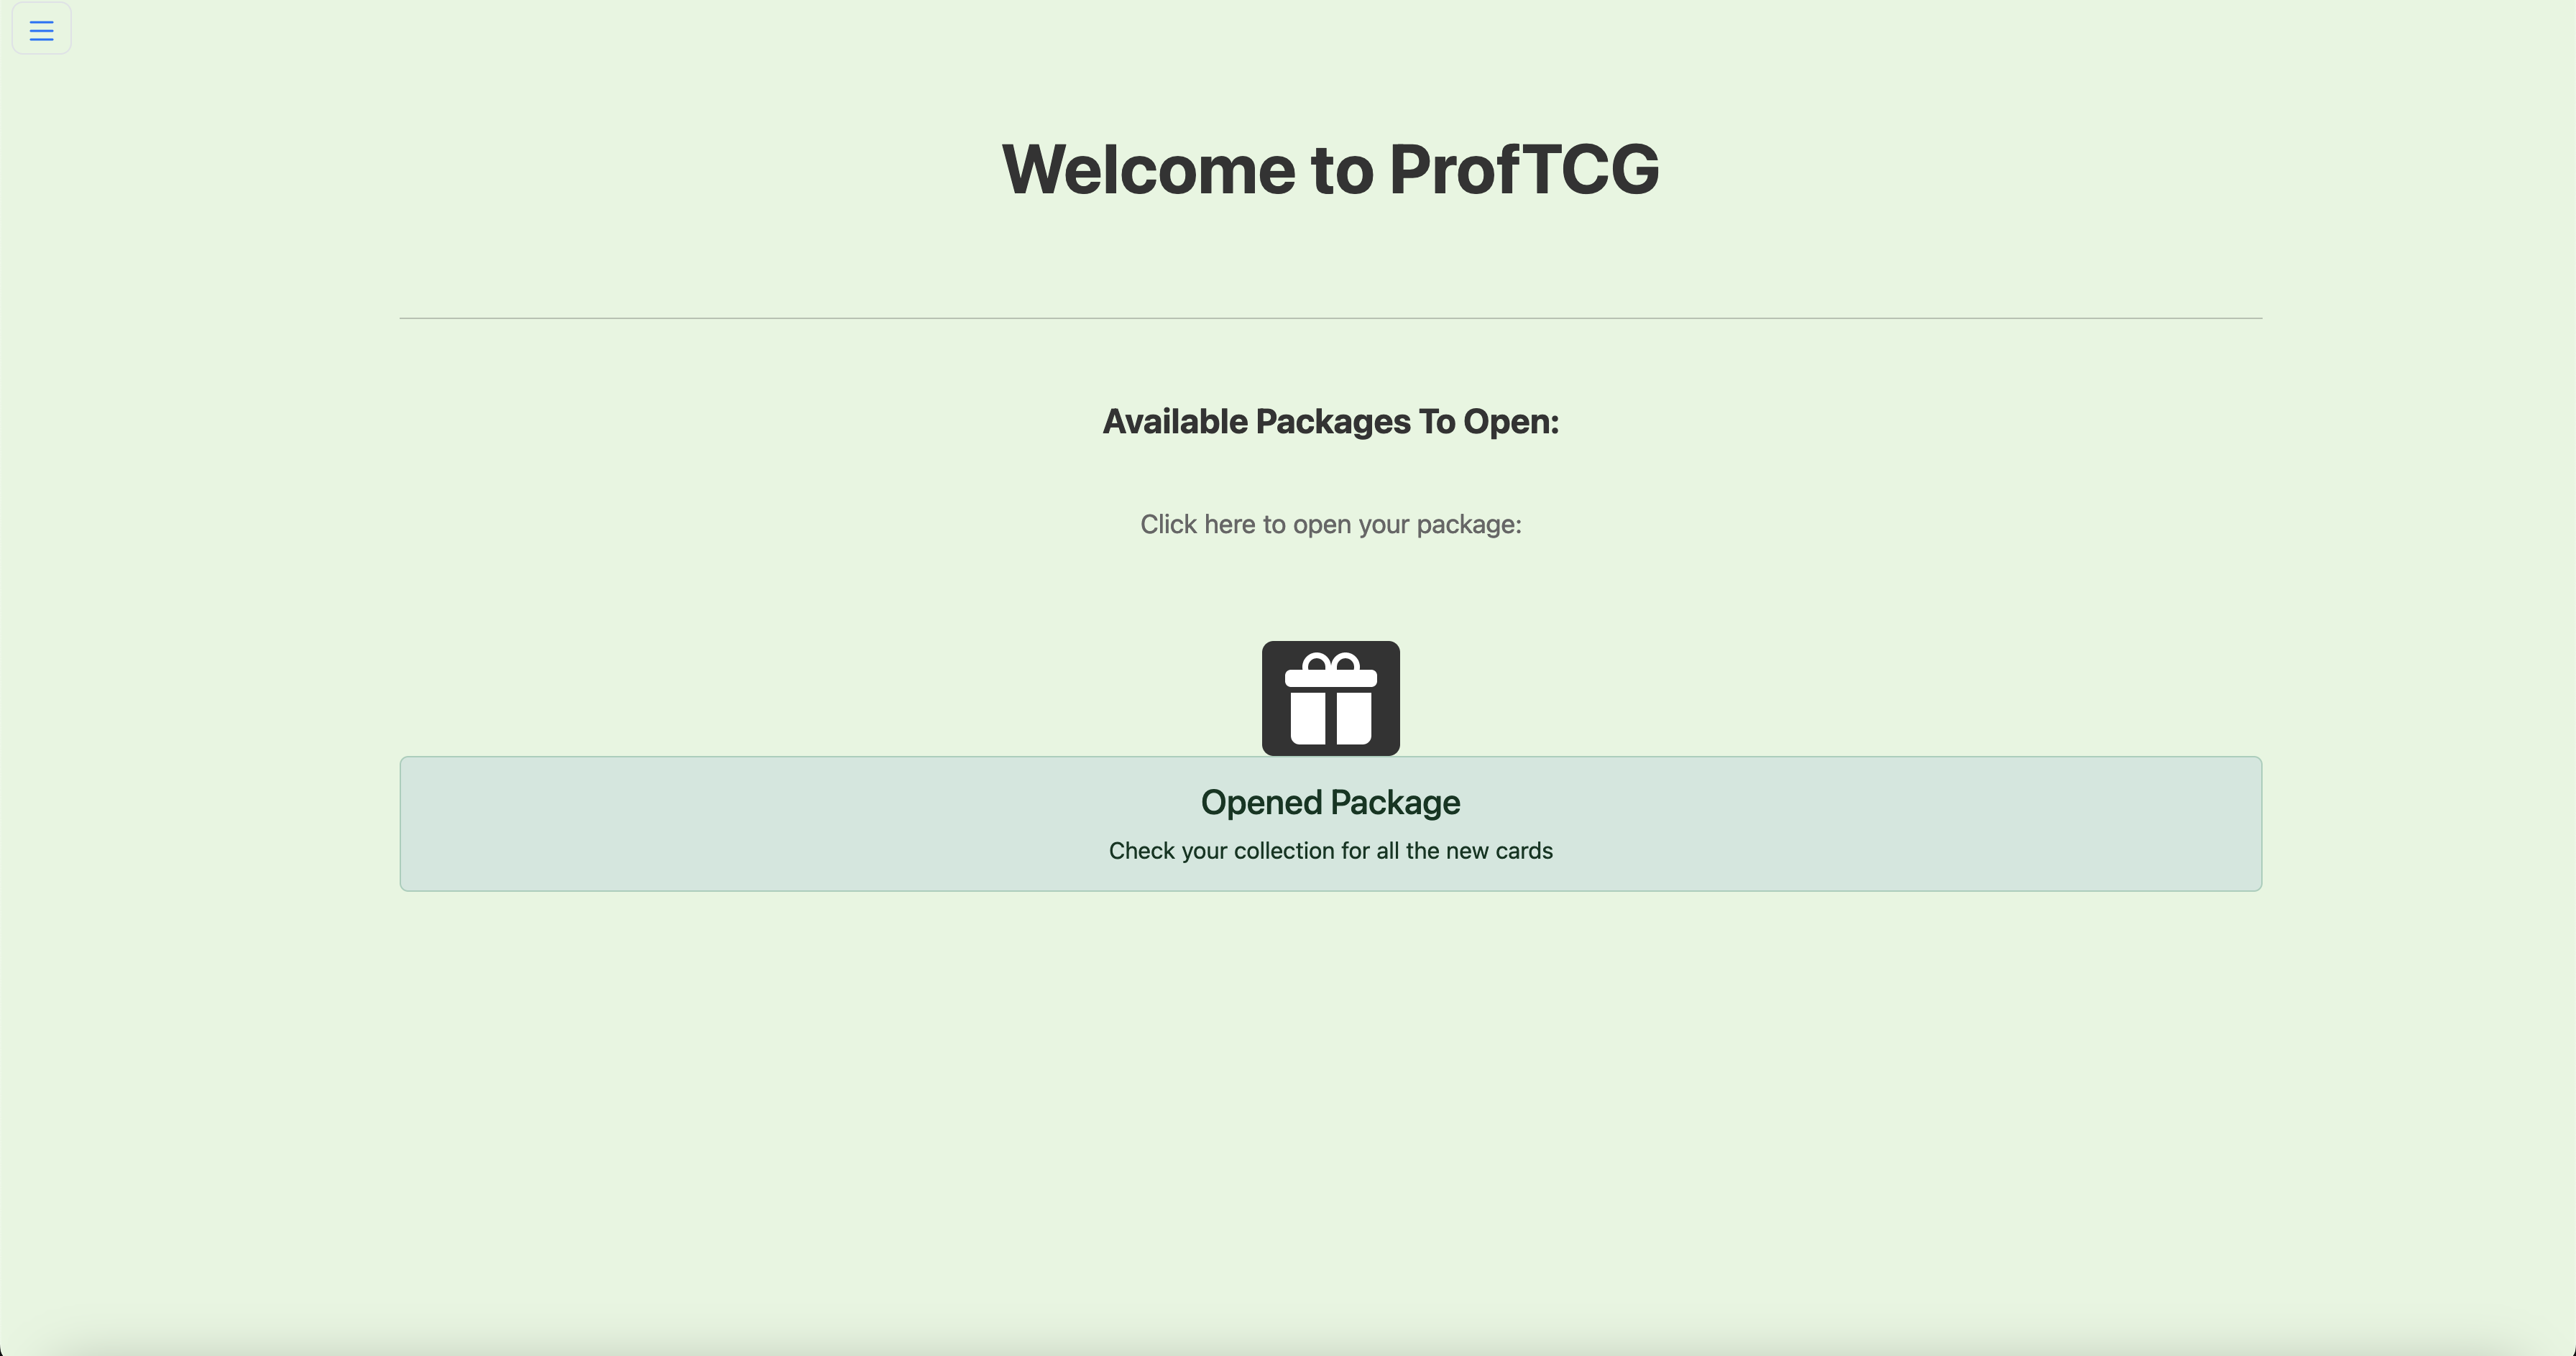 Welcome to ProfTCG
Available Packages To Open:
Click here to open your package:
Opened Package
Check your collection for all the new cards